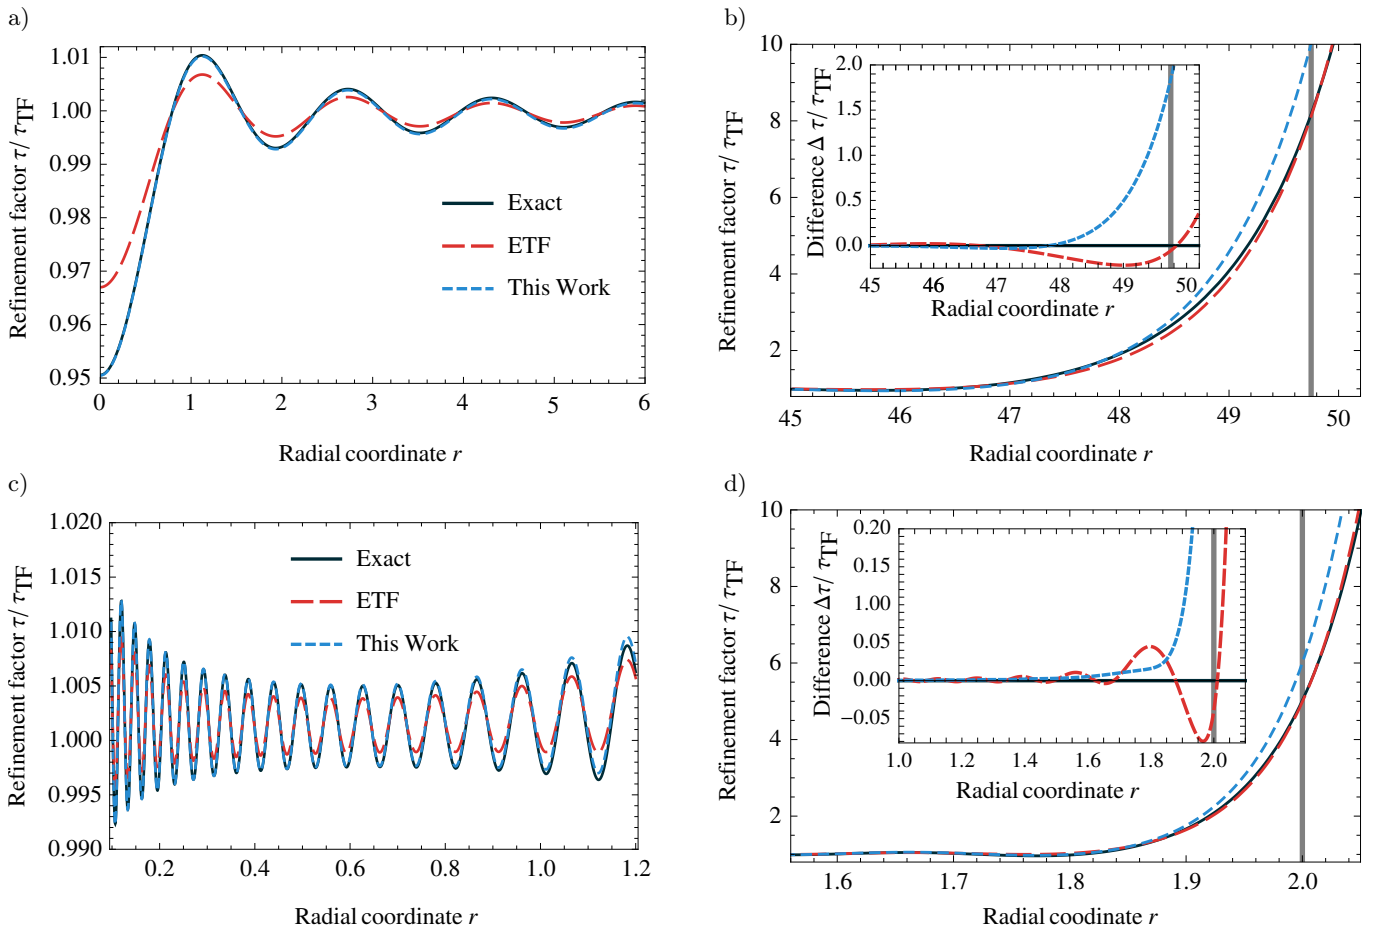 a)
Refinement factor τ/ τTF
1.01
1.00
0.99
0.98
0.97
0.96
0.95
0 1 2 3 4 5 6
Radial coordinate r
Exact
ETF
This Work
b)
Refinement factor τ/ τTF
10
8
6
4
2
45 46 47 48 49 50
Radial coordinate r
Difference Δ τ/ τTF
2.0
1.5
1.0
0.5
0.0
45 46 47 48 49 50
Radial coordinate r
c)
Refinement factor τ/ τTF
1.020
1.015
1.010
1.005
1.000
0.995
0.990
0.2 0.4 0.6 0.8 1.0 1.2
Radial coordinate r
Exact
ETF
This Work
d)
Refinement factor τ/ τTF
10
8
6
4
2
1.6 1.7 1.8 1.9 2.0
Radial coodinate r
Difference Δτ/ τTF
0.20
0.15
0.00
0.05
0.00
−0.05
1.0 1.2 1.4 1.6 1.8 2.0
Radial coordinate r